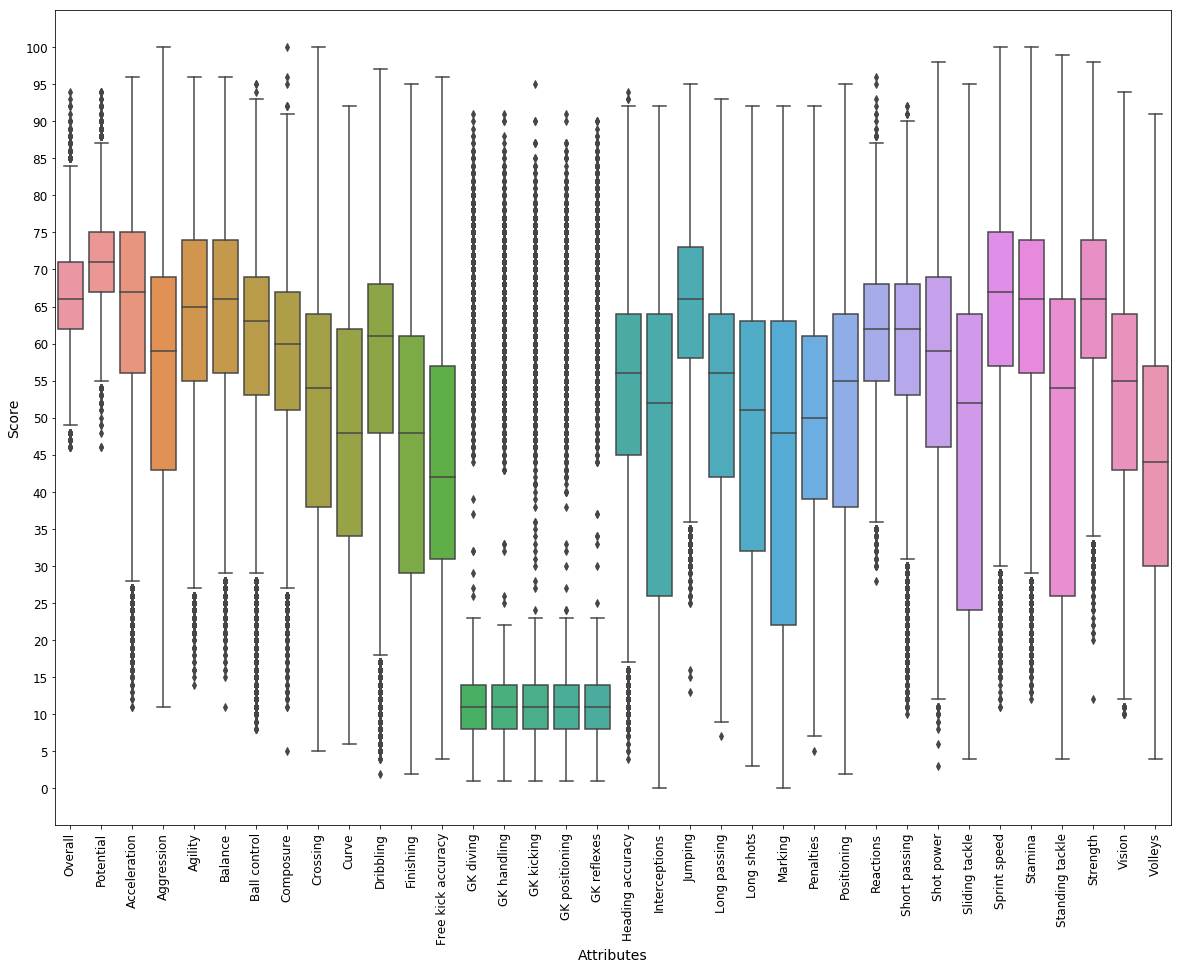 Score
100
95
90
85
80
75
70
65
60
55
50
45
40
35
30
25
20
15
10
5
0
Overall
Potential
Acceleration
Aggression
Agility
Balance
Ball control
Composure
Crossing
Curve
Dribbling
Finishing
Free kick accuracy
GK diving
GK handling
GK kicking
GK positioning
GK reflexes
Heading accuracy
Interceptions
Jumping
Long passing
Long shots
Marking
Penalties
Positioning
Reactions
Short passing
Shot power
Sliding tackle
Sprint speed
Stamina
Standing tackle
Strength
Vision
Volleys
Attributes